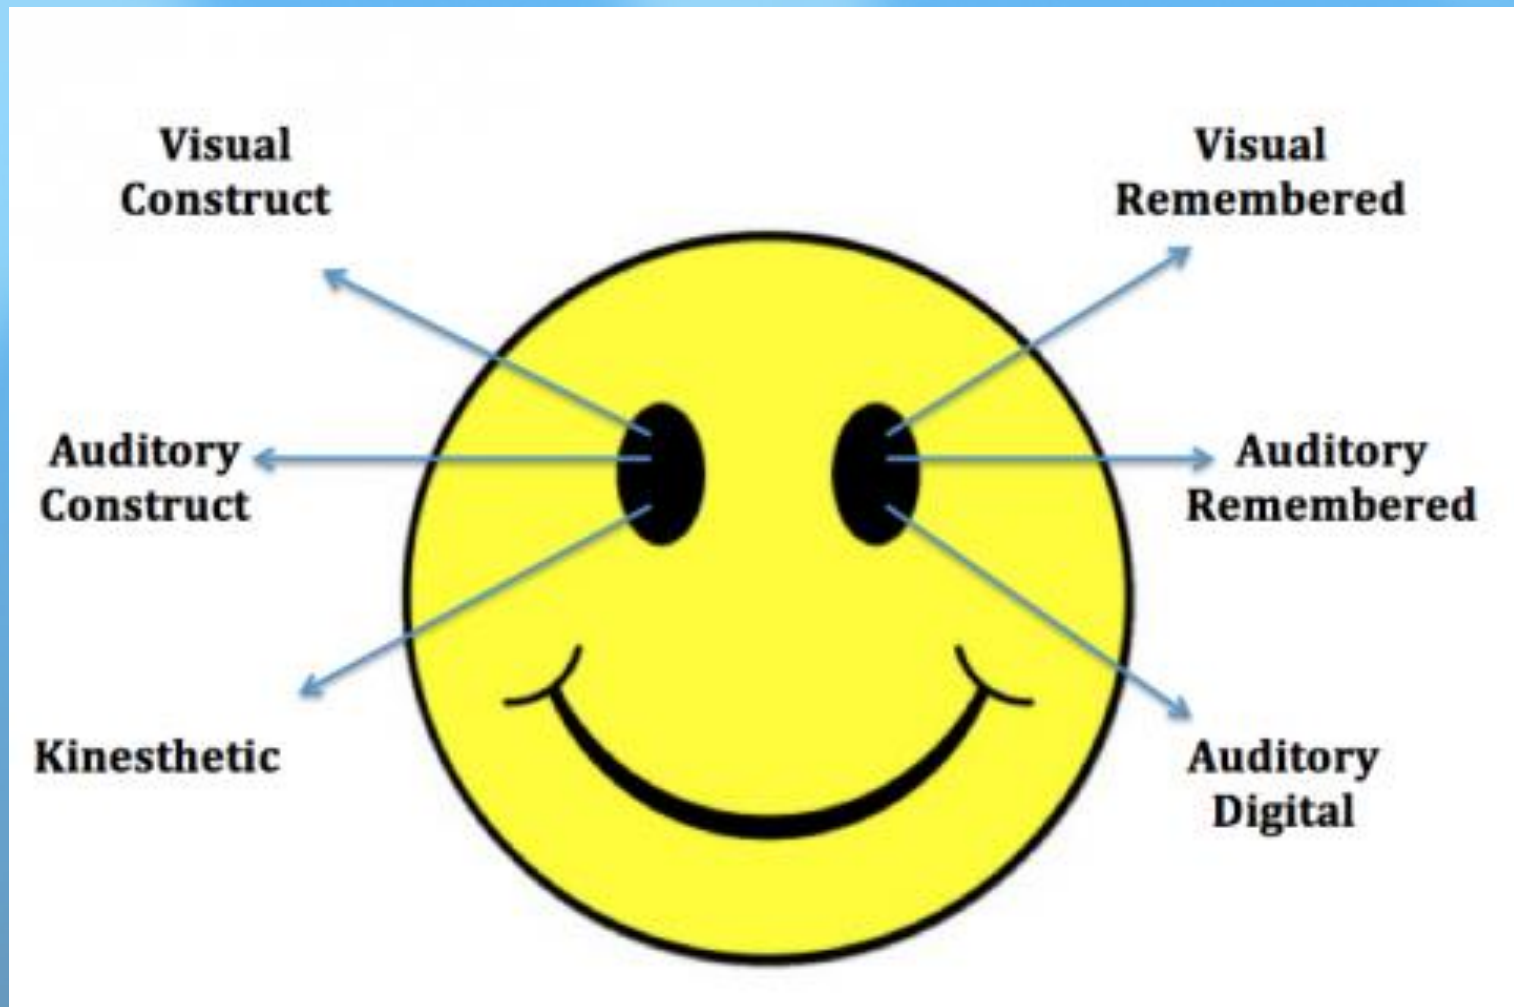 Visual
Construct
Visual
Remembered
Auditory
Construct
Auditory
Remembered
Kinesthetic
Auditory
Digital